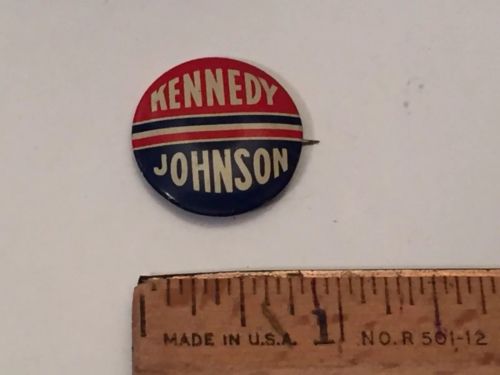 KENNEDY
JOHNSON
1
MADE IN U.S.A. NO. R 501-12